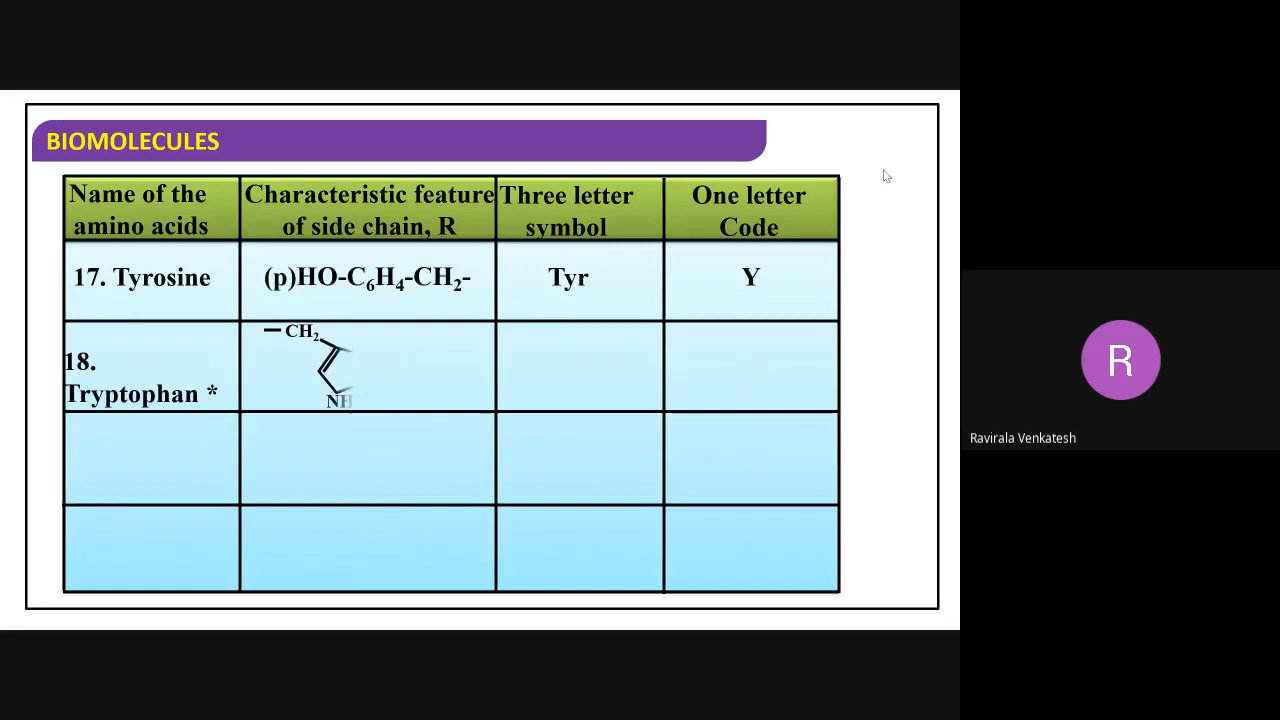 BIOMOLECULES
Name of the amino acids
Characteristic feature of side chain, R
Three letter symbol
One letter Code
17. Tyrosine
(p)HO-C₆H₄-CH₂-
Tyr
Y
18. Tryptophan *
— CH₂
NH
R
Ravirala Venkatesh